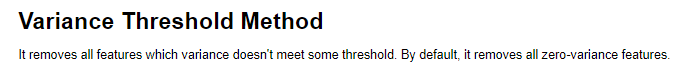 Variance Threshold Method
It removes all features which variance doesn't meet some threshold. By default, it removes all zero-variance features.